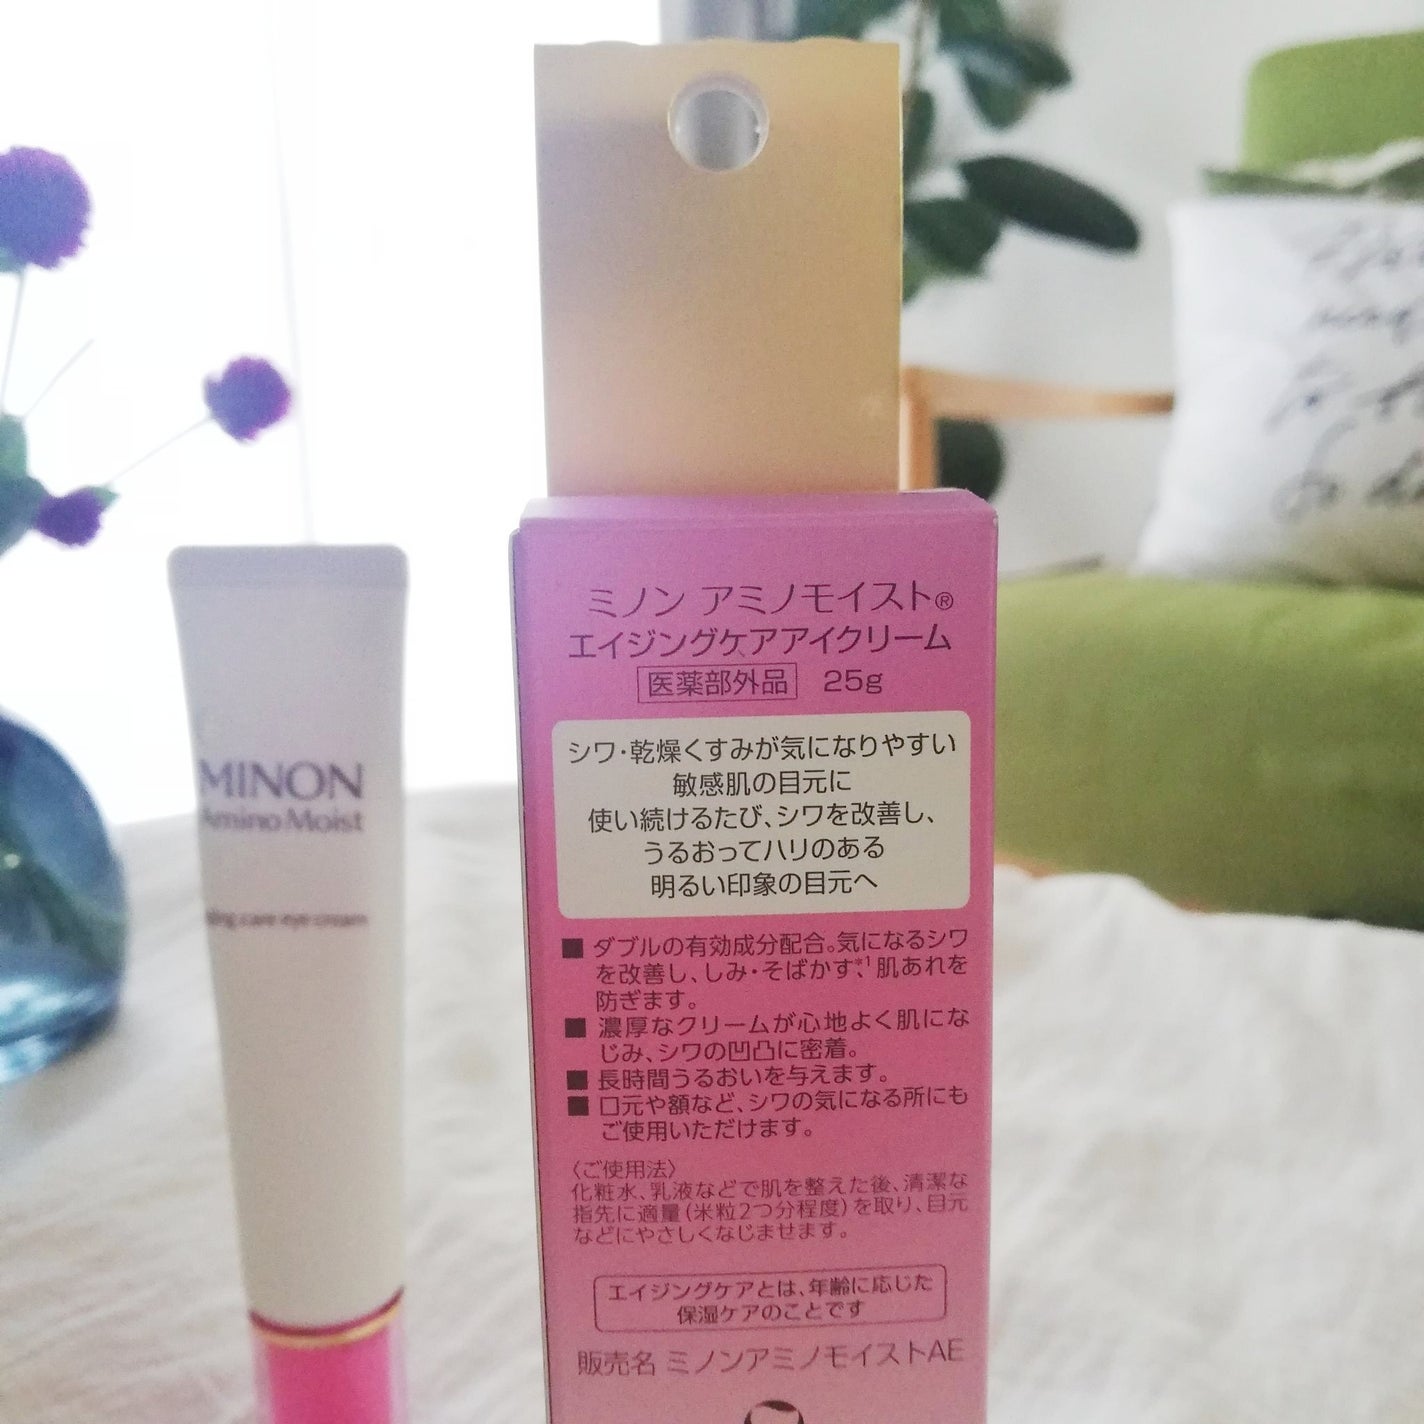 ミノン アミノモイスト®
エイジングケアアイクリーム
医薬部外品 25g
シワ・乾燥くすみが気になりやすい
敏感肌の目元に
使い続けるたび、シワを改善し、
うるおってハリのある
明るい印象の目元へ
■ ダブルの有効成分配合。気になるシワ
を改善し、しみ・そばかす*1、肌あれを
防ぎます。
■ 濃厚なクリームが心地よく肌にな
じみ、シワの凹凸に密着。
■ 長時間うるおいを与えます。
■ 口元や額など、シワの気になる所にも
ご使用いただけます。
〈ご使用法〉
化粧水、乳液などで肌を整えた後、清潔な
指先に適量(米粒2つ分程度)を取り、目元
などにやさしくなじませます。
エイジングケアとは、年齢に応じた
保湿ケアのことです
販売名 ミノンアミノモイストAE
MINON
Amino Moist
care eye cream